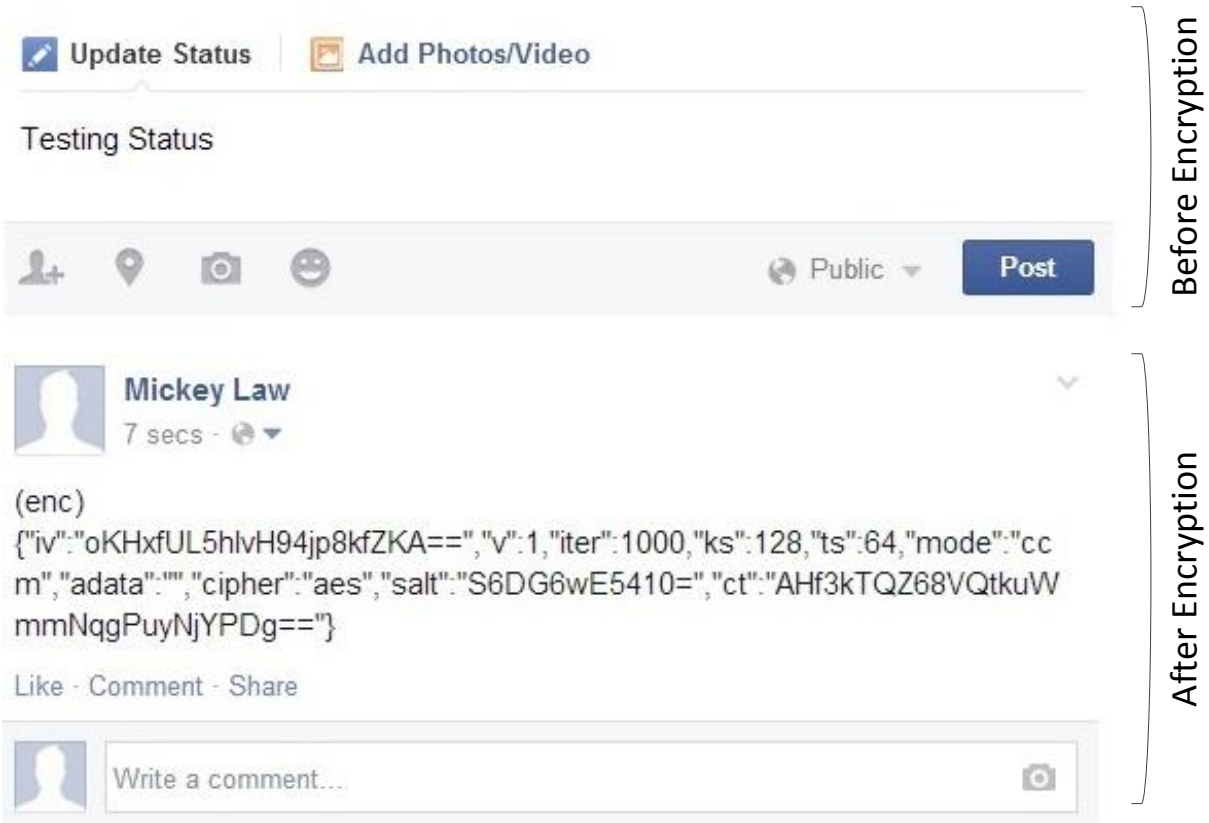 Update Status Add Photos/Video
Testing Status
Public Post
Before Encryption
Mickey Law
7 secs ·
(enc)
{"iv":"oKHxfUL5hlvH94jp8kfZKA==","v":1,"iter":1000,"ks":128,"ts":64,"mode":"cc
m","adata":"","cipher":"aes","salt":"S6DG6wE5410=","ct":"AHf3kTQZ68VQtkuW
mmNqgPuyNjYPDg=="}
Like · Comment · Share
Write a comment...
After Encryption